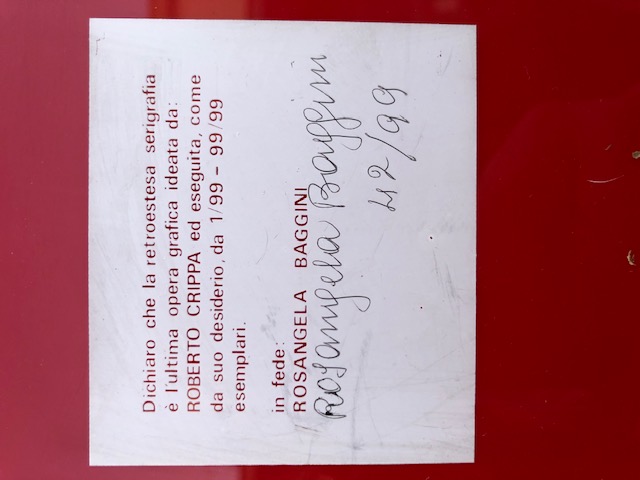 Dichiaro che la retroestesa serigrafia
è l'ultima opera grafica ideata da:
ROBERTO CRIPPA ed eseguita, come
da suo desiderio, da 1/99 - 99/99
esemplari.
in fede:
ROSANGELA BAGGINI
Rosangela Baggini
42/99